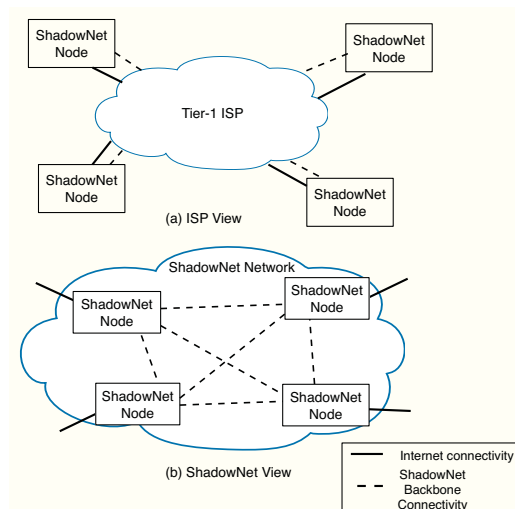 ShadowNet
Node
ShadowNet
Node
Tier-1 ISP
ShadowNet
Node
ShadowNet
Node
(a) ISP View
ShadowNet Network
ShadowNet
Node
ShadowNet
Node
ShadowNet
Node
ShadowNet
Node
(b) ShadowNet View
Internet connectivity
ShadowNet
Backbone
Connectivity